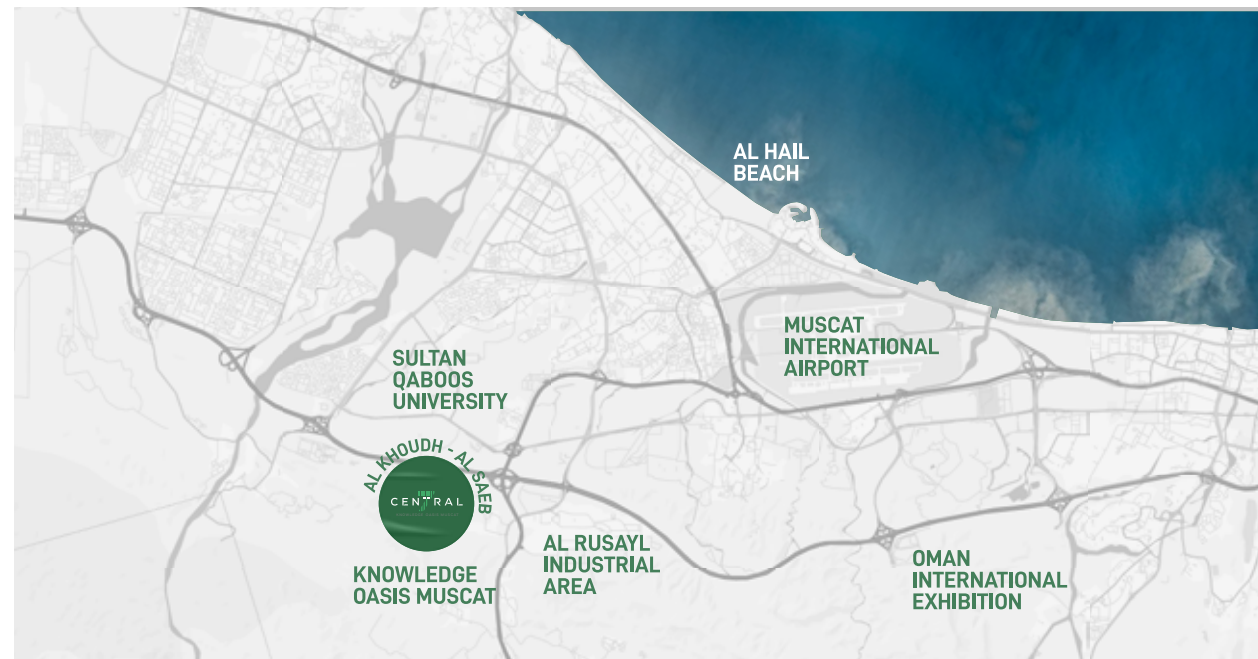 AL HAIL
BEACH
MUSCAT
INTERNATIONAL
AIRPORT
SULTAN
QABOOS
UNIVERSITY
AL KHOUDH - AL SAEB
CENTRAL
KNOWLEDGE
OASIS MUSCAT
AL RUSAYL
INDUSTRIAL
AREA
OMAN
INTERNATIONAL
EXHIBITION